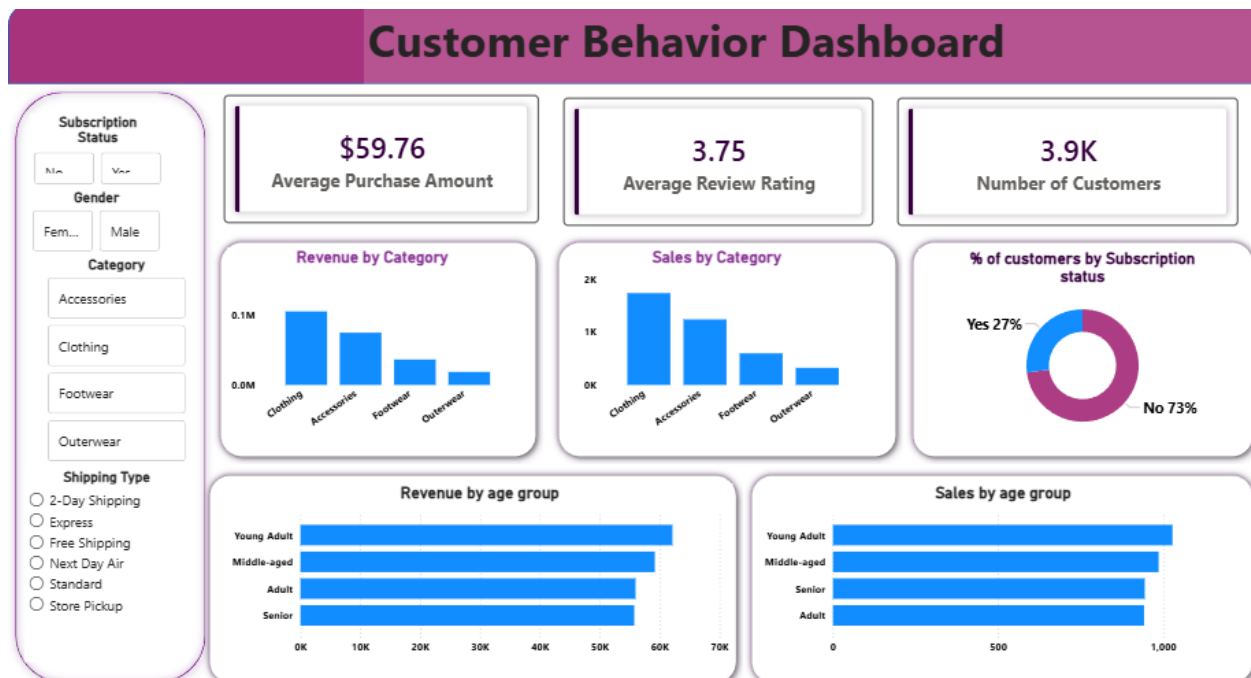 Customer Behavior Dashboard
Subscription
Status
No
Yes
Gender
Fem...
Male
Category
Accessories
Clothing
Footwear
Outerwear
Shipping Type
2-Day Shipping
Express
Free Shipping
Next Day Air
Standard
Store Pickup
$59.76
Average Purchase Amount
3.75
Average Review Rating
3.9K
Number of Customers
Revenue by Category
0.1M
0.0M
Clothing
Accessories
Footwear
Outerwear
Sales by Category
2K
1K
0K
Clothing
Accessories
Footwear
Outerwear
% of customers by Subscription
status
Yes 27%
No 73%
Revenue by age group
Young Adult
Middle-aged
Adult
Senior
0K 10K 20K 30K 40K 50K 60K 70K
Sales by age group
Young Adult
Middle-aged
Senior
Adult
0 500 1,000